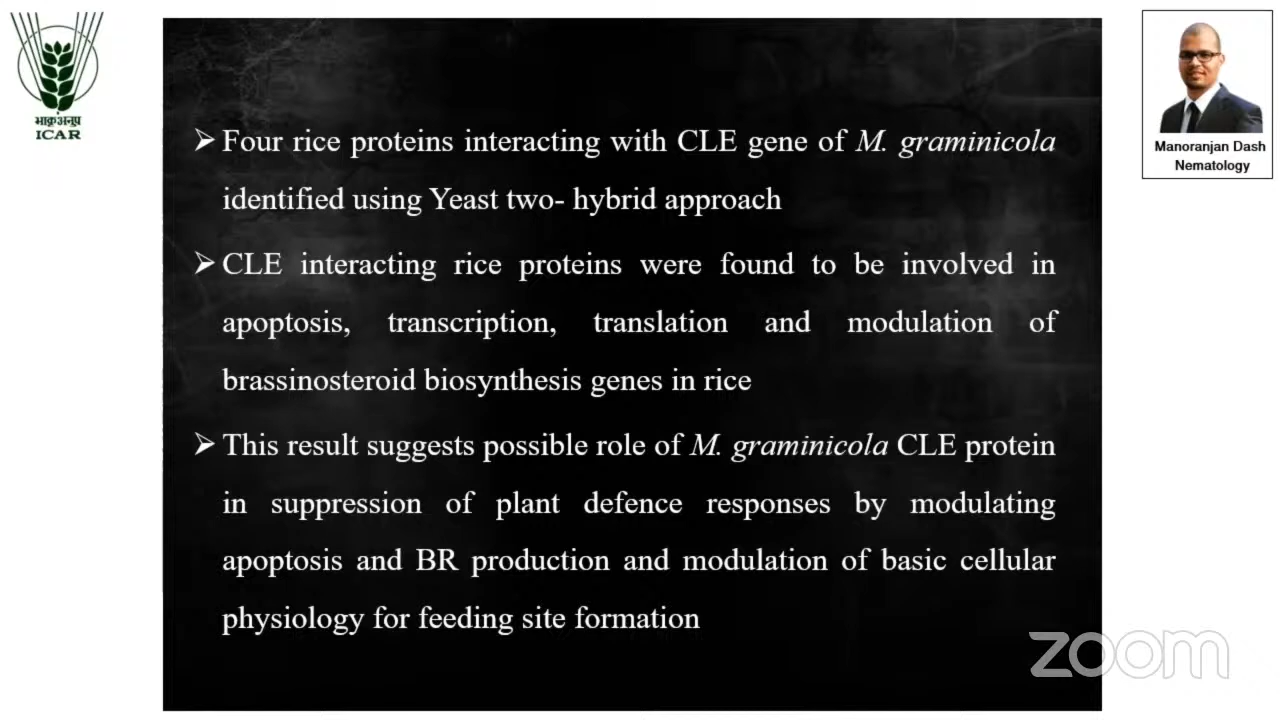 भाकृअनुप
ICAR
➢ Four rice proteins interacting with CLE gene of M. graminicola
identified using Yeast two- hybrid approach
➢ CLE interacting rice proteins were found to be involved in
apoptosis, transcription, translation and modulation of
brassinosteroid biosynthesis genes in rice
➢ This result suggests possible role of M. graminicola CLE protein
in suppression of plant defence responses by modulating
apoptosis and BR production and modulation of basic cellular
physiology for feeding site formation
Manoranjan Dash
Nematology
zoom